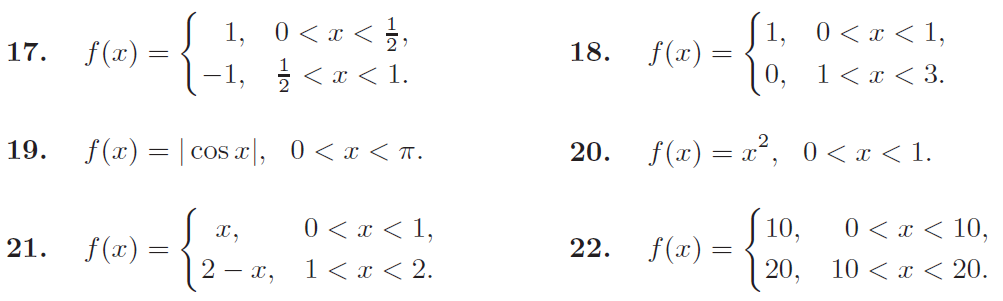 17. f(x) = { 1, 0 < x < 1/2, −1, 1/2 < x < 1.
18. f(x) = { 1, 0 < x < 1, 0, 1 < x < 3.
19. f(x) = | cos x|, 0 < x < π.
20. f(x) = x², 0 < x < 1.
21. f(x) = { x, 0 < x < 1, 2 − x, 1 < x < 2.
22. f(x) = { 10, 0 < x < 10, 20, 10 < x < 20.